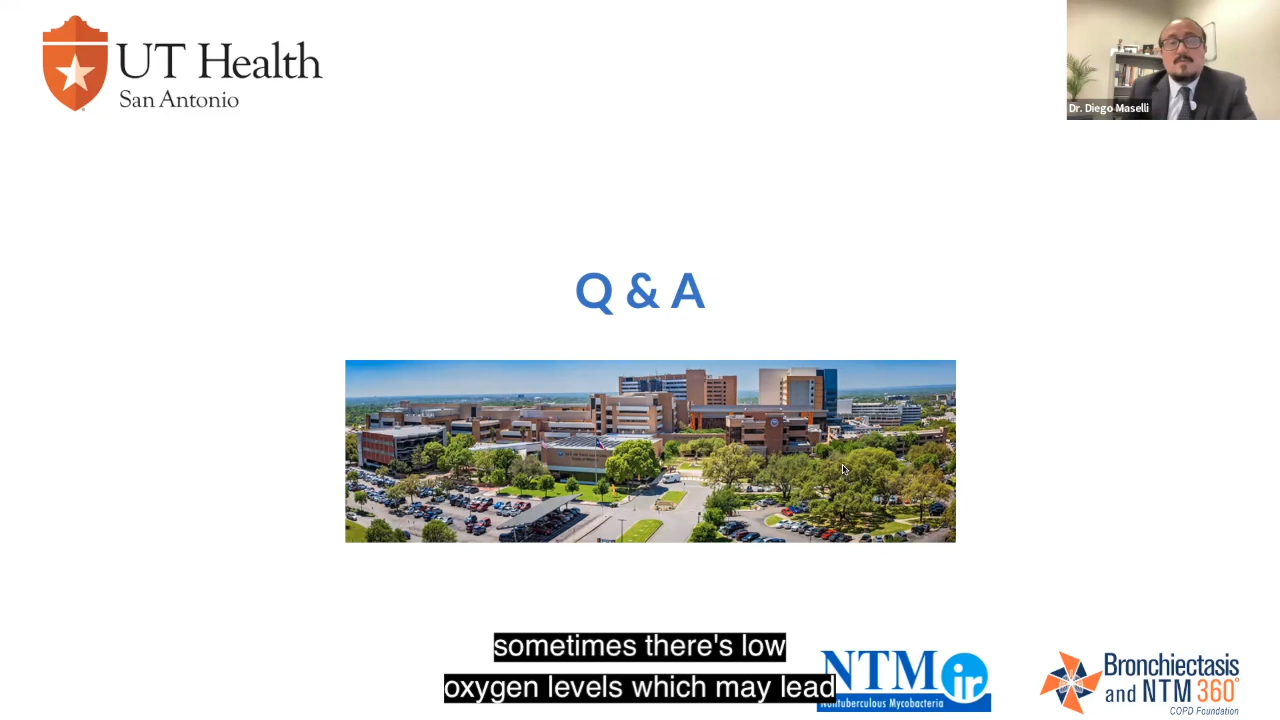 UT Health
San Antonio
Dr. Diego Maselli
Q & A
sometimes there's low
oxygen levels which may lead
NTM ir
Nontuberculous Mycobacteria
Bronchiectasis
and NTM 360°
COPD Foundation